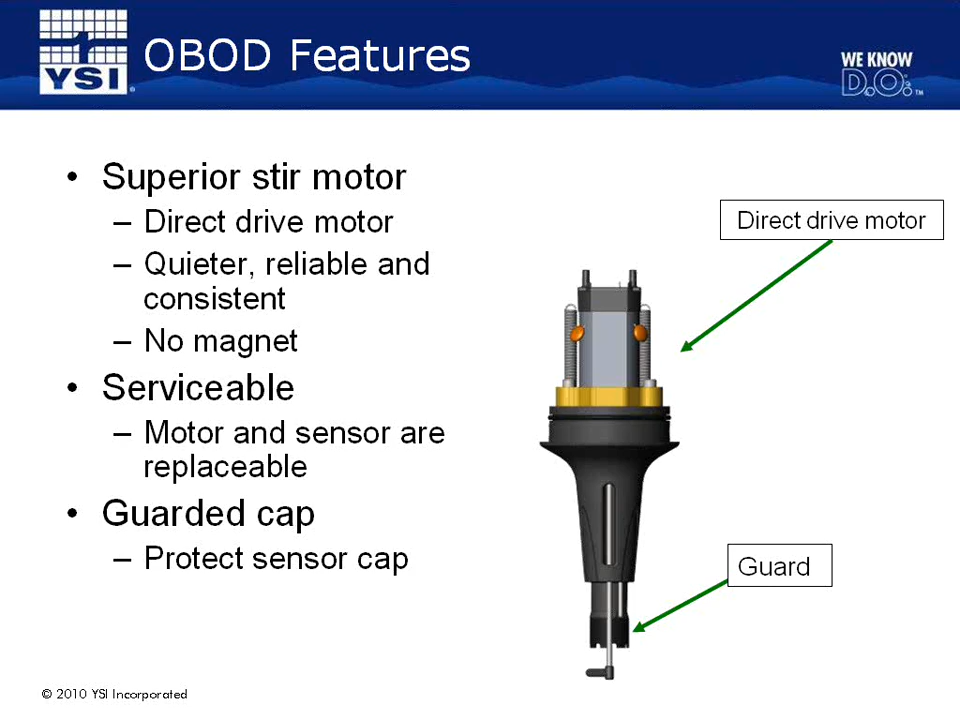 YSI
OBOD Features
WE KNOW
D.O.™
• Superior stir motor
– Direct drive motor
– Quieter, reliable and
consistent
– No magnet
• Serviceable
– Motor and sensor are
replaceable
• Guarded cap
– Protect sensor cap
Direct drive motor
Guard
© 2010 YSI Incorporated